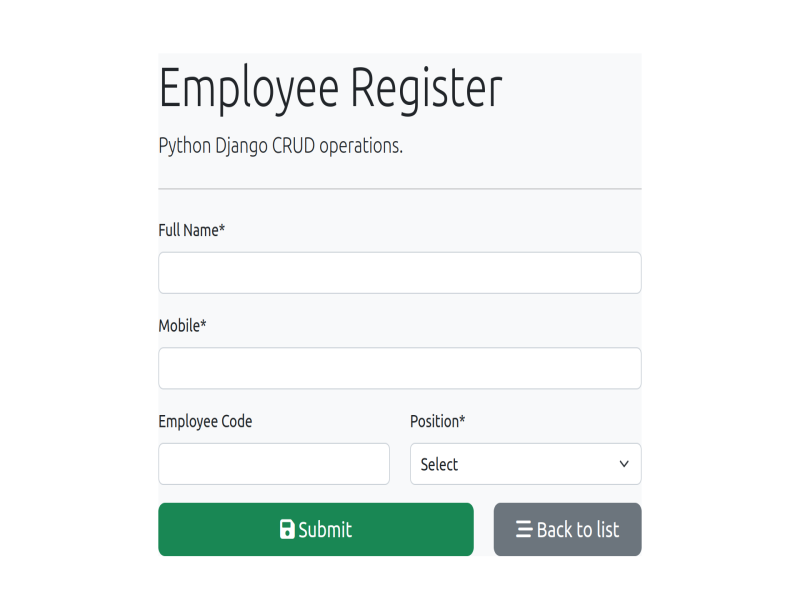 Employee Register
Python Django CRUD operations.
Full Name*
Mobile*
Employee Code
Position*
Select
Submit
Back to list